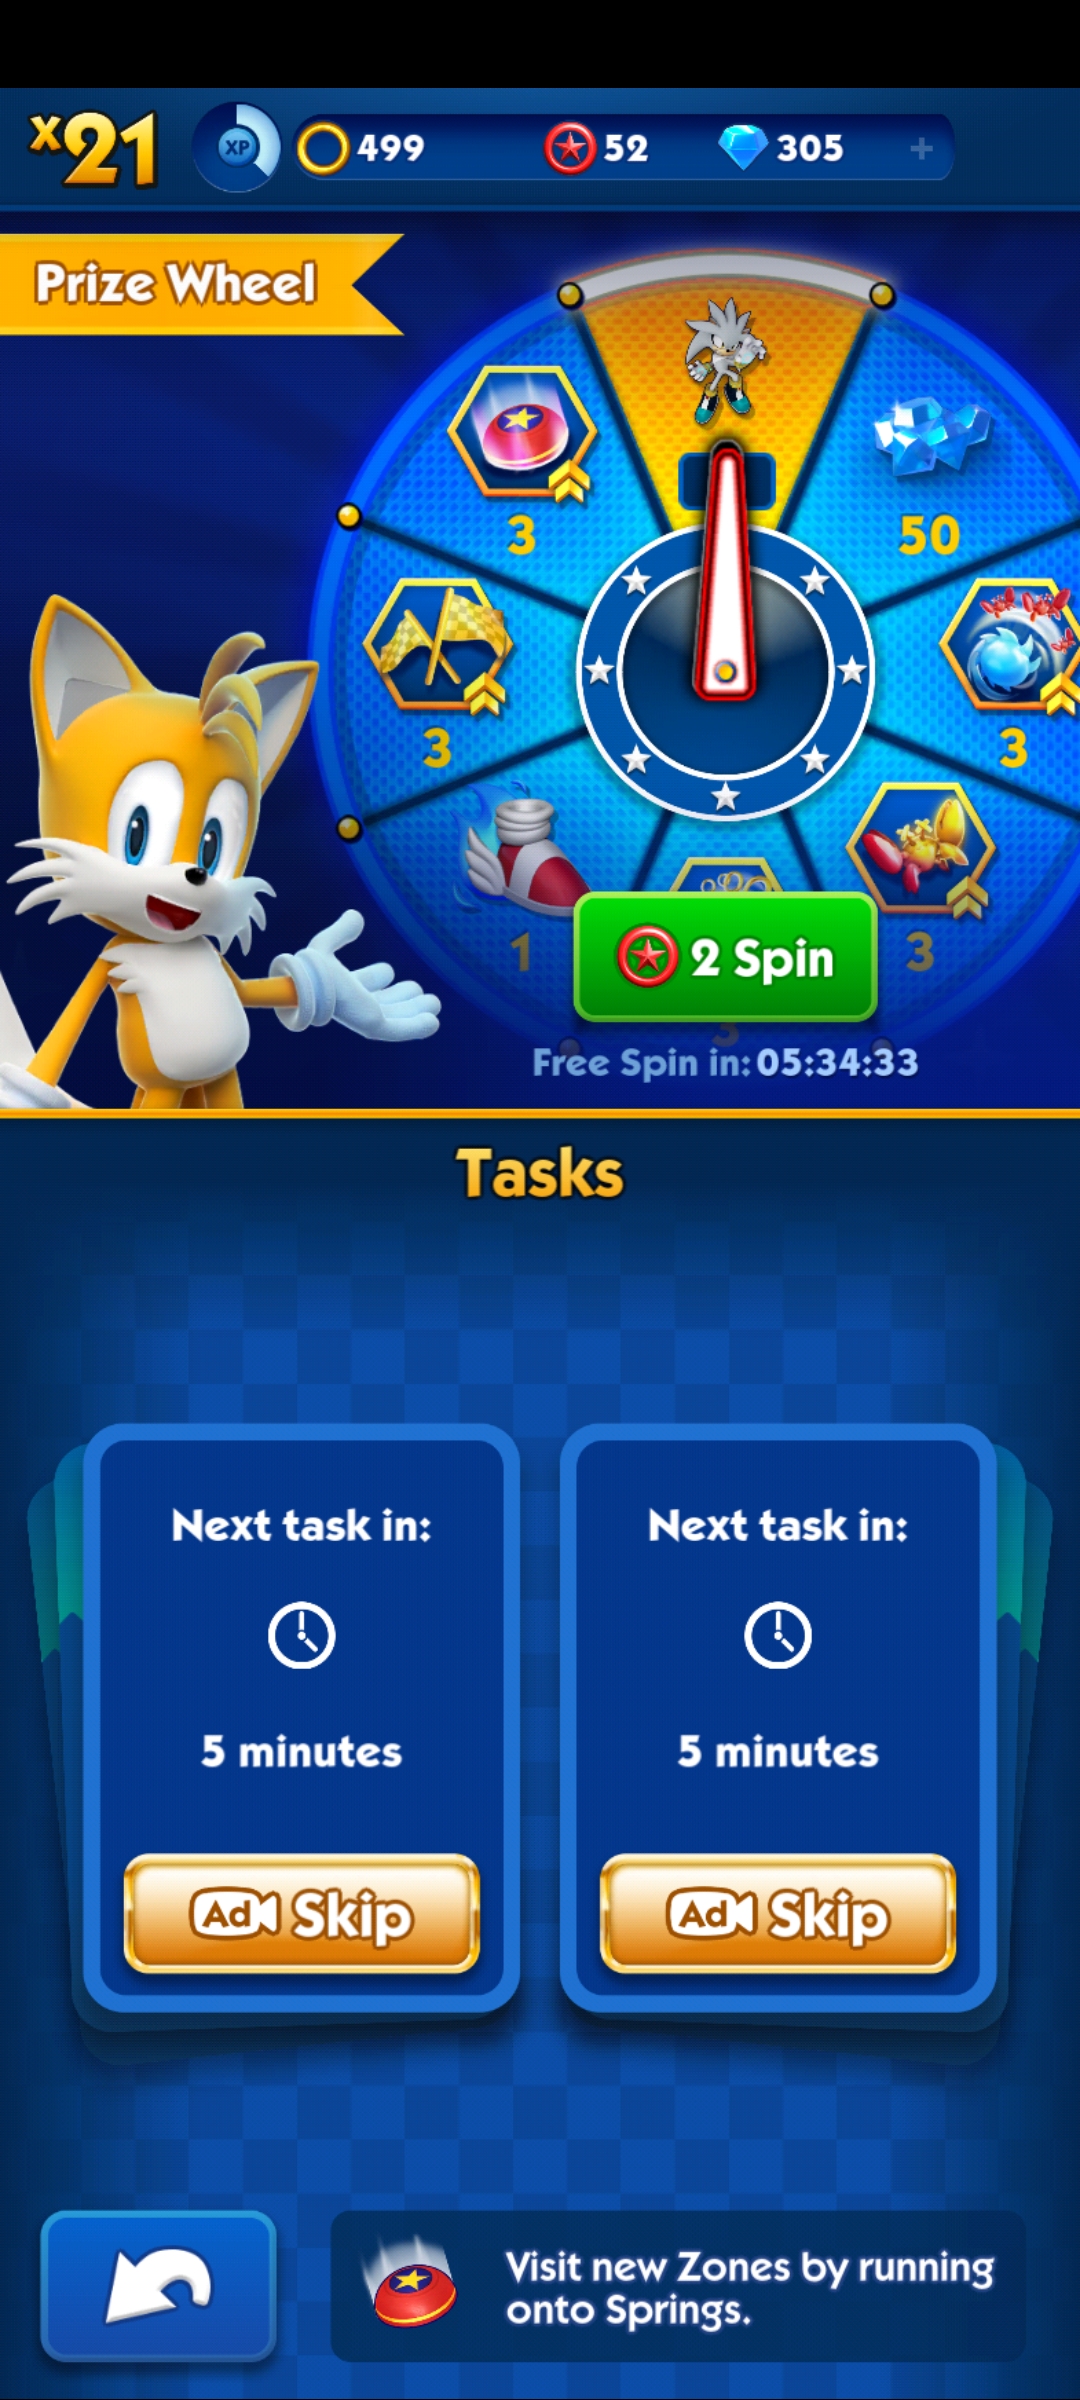 x21
XP
499
52
305
+
Prize Wheel
3
50
3
3
1
3
2 Spin
3
Free Spin in: 05:34:33
Tasks
Next task in:
Next task in:
5 minutes
5 minutes
Ad Skip
Ad Skip
Visit new Zones by running
onto Springs.